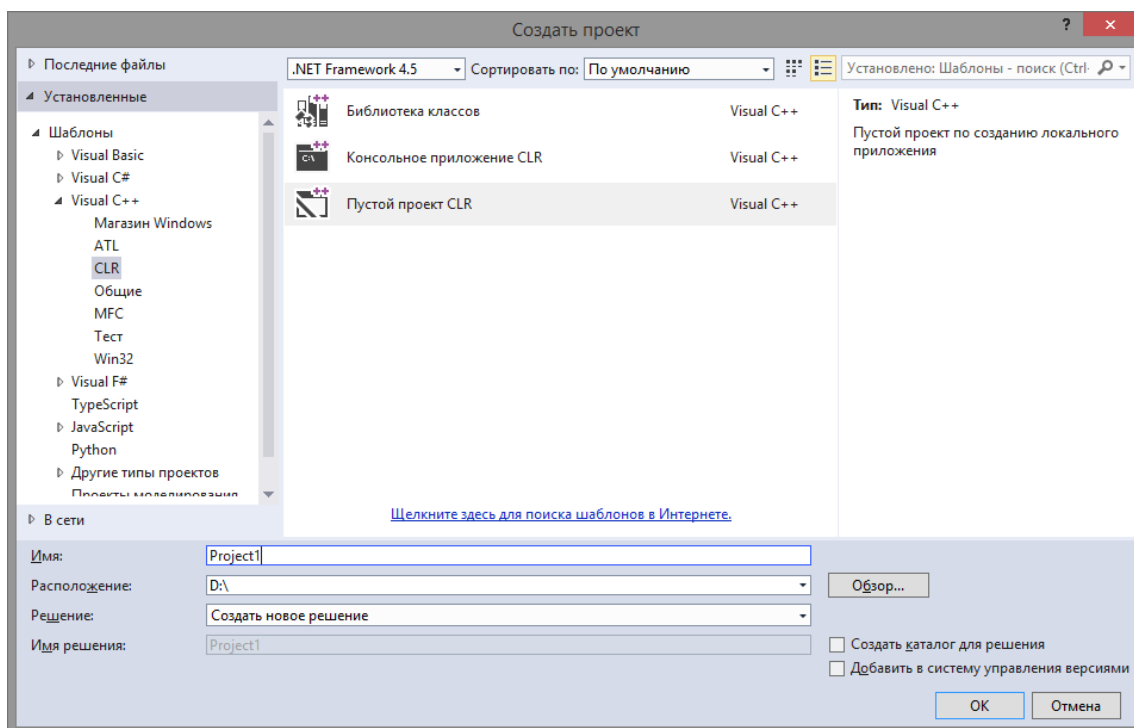 Создать проект
?
Последние файлы
.NET Framework 4.5
Сортировать по:
По умолчанию
Установлено: Шаблоны - поиск (Ctrl-
Установленные
Шаблоны
Visual Basic
Visual C#
Visual C++
Магазин Windows
ATL
CLR
Общие
MFC
Тест
Win32
Visual F#
TypeScript
JavaScript
Python
Другие типы проектов
Проекты моделирования
В сети
Библиотека классов Visual C++
Консольное приложение CLR Visual C++
Пустой проект CLR Visual C++
Щелкните здесь для поиска шаблонов в Интернете.
Тип: Visual C++
Пустой проект по созданию локального
приложения
Имя: Project1
Расположение: D:\
Обзор...
Решение: Создать новое решение
Имя решения: Project1
Создать каталог для решения
Добавить в систему управления версиями
OK
Отмена